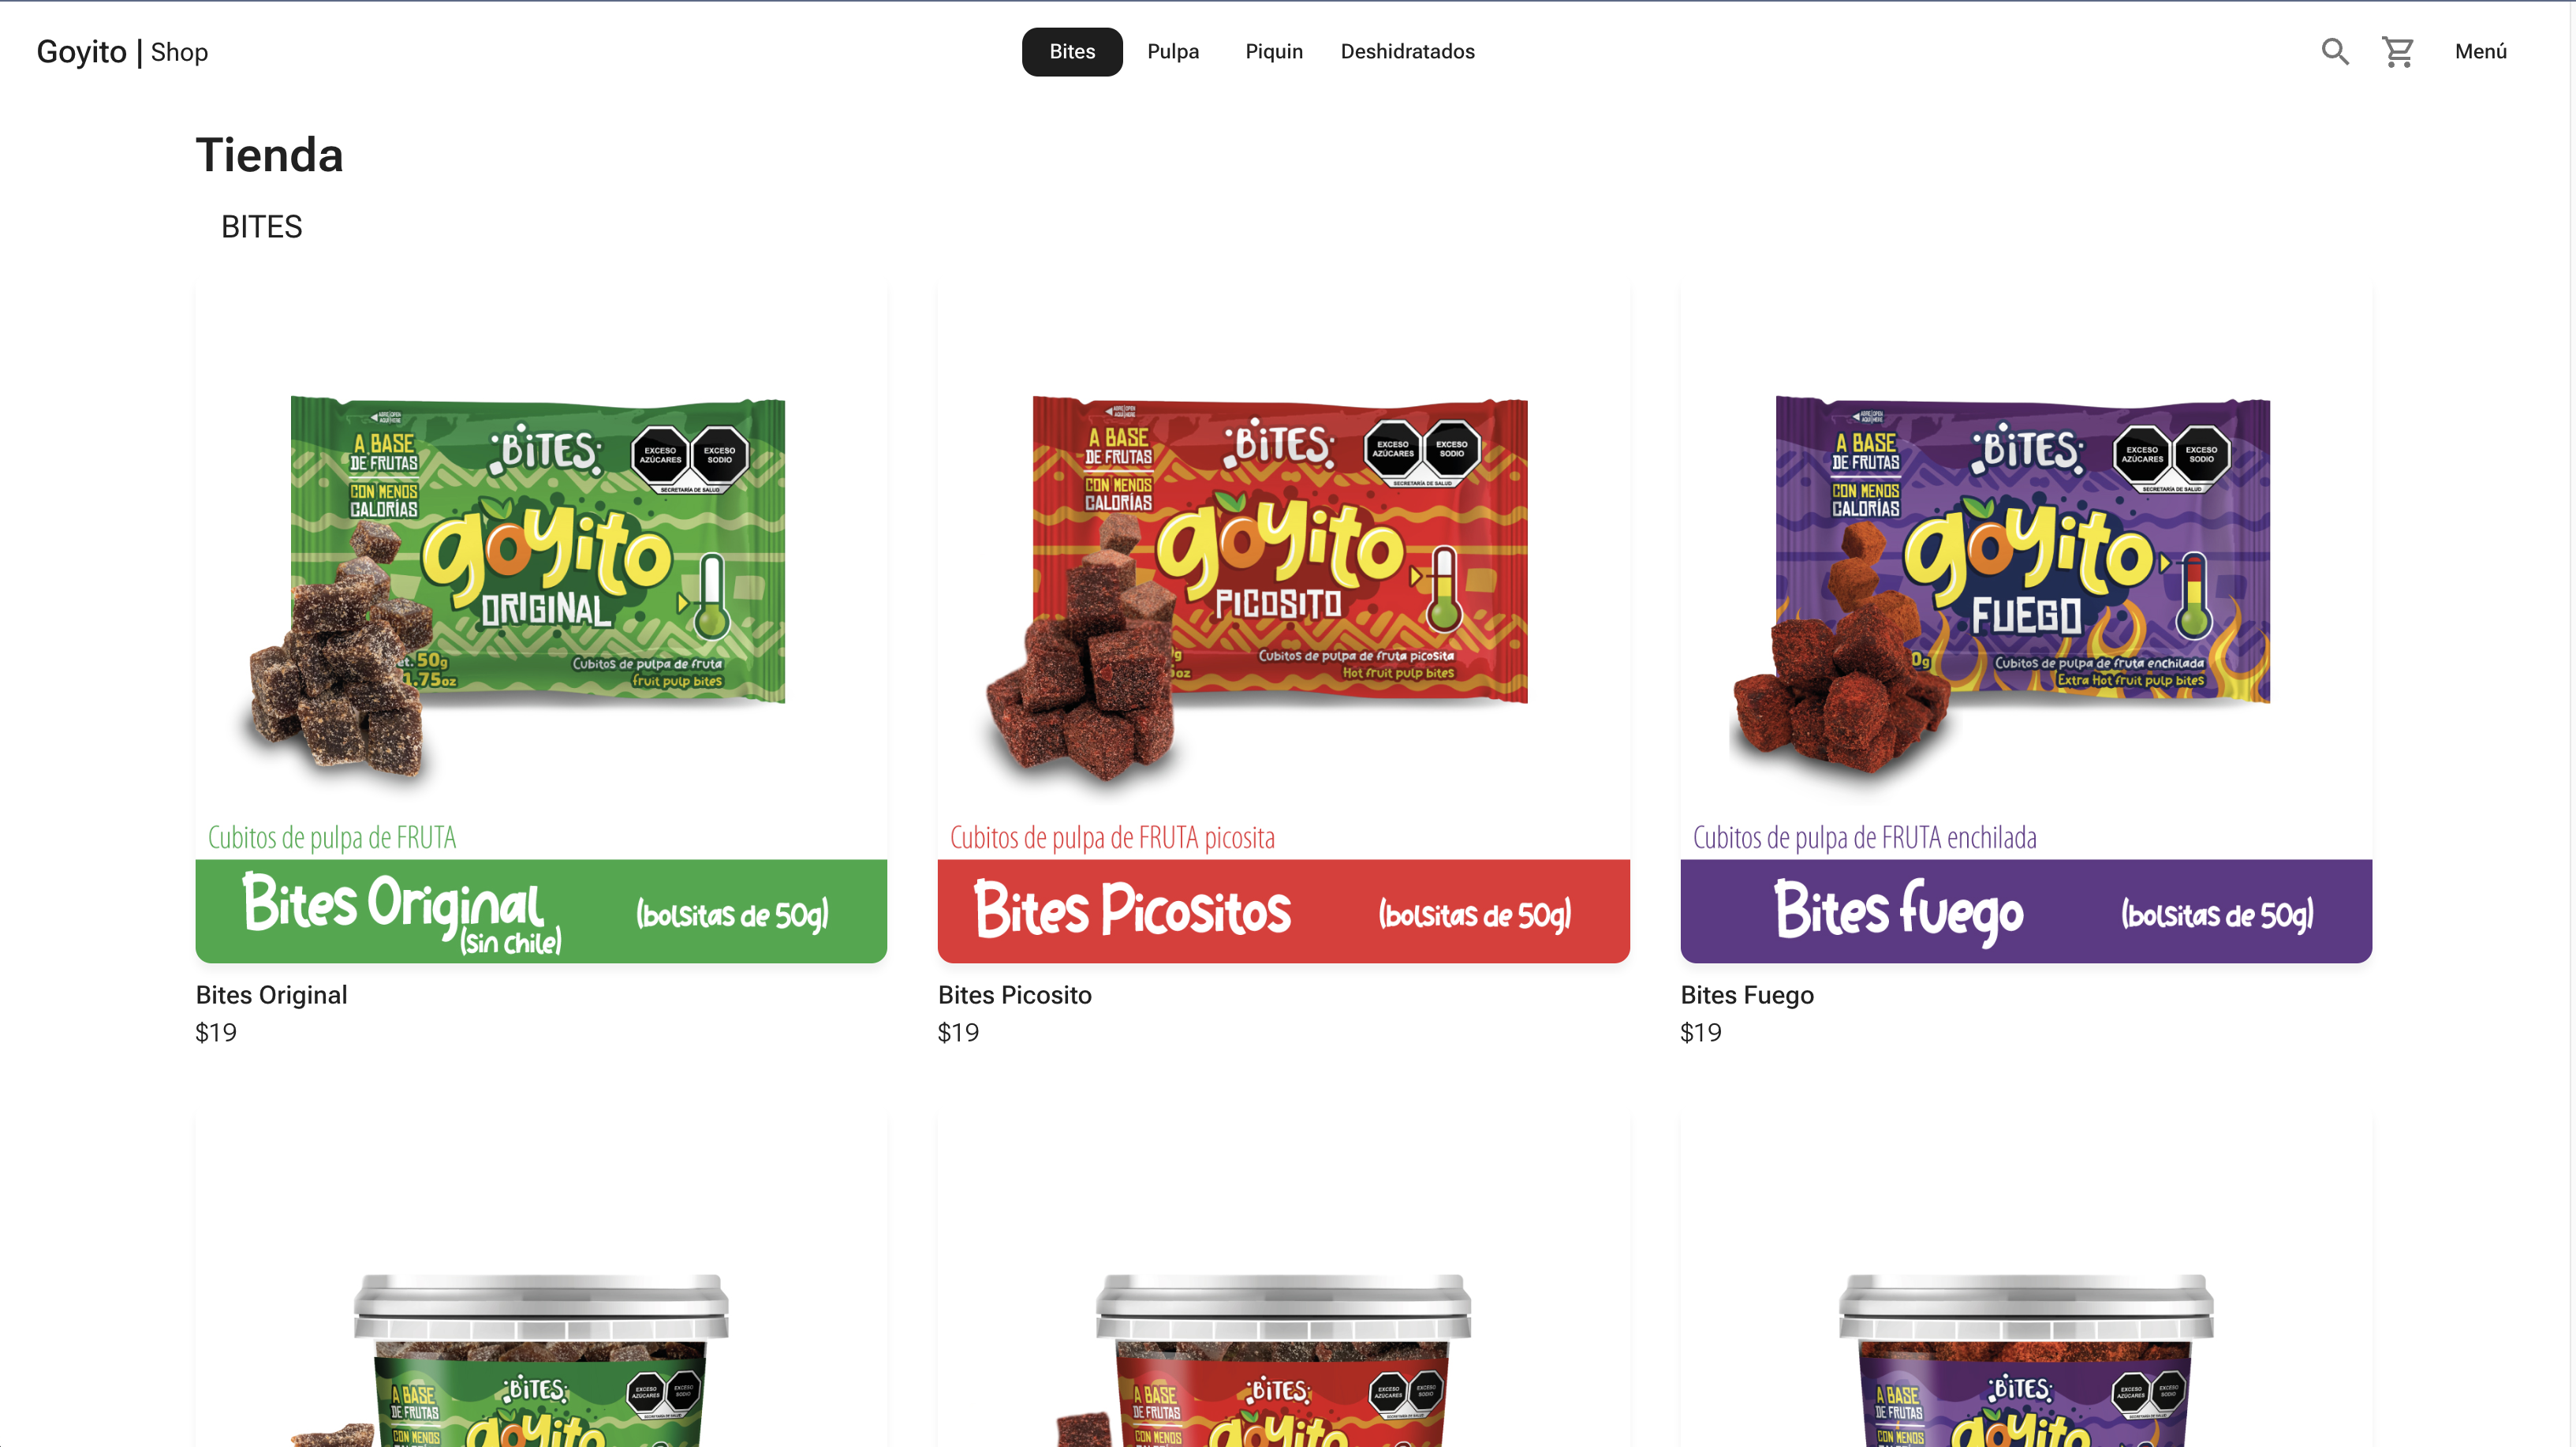 Goyito | Shop
Bites
Pulpa
Piquin
Deshidratados
Menú
Tienda
BITES
A BASE
DE FRUTAS
CON MENOS
CALORÍAS
BITES
EXCESO
AZÚCARES
EXCESO
SODIO
SECRETARÍA DE SALUD
goyito
ORIGINAL
50g
1.75oz
Cubitos de pulpa de fruta
fruit pulp bites
Cubitos de pulpa de FRUTA
Bites Original
(sin chile)
(bolsitas de 50g)
Bites Original
$19
A BASE
DE FRUTAS
CON MENOS
CALORÍAS
BITES
EXCESO
AZÚCARES
EXCESO
SODIO
SECRETARÍA DE SALUD
goyito
PICOSITO
Cubitos de pulpa de fruta picosita
Hot fruit pulp bites
Cubitos de pulpa de FRUTA picosita
Bites Picositos
(bolsitas de 50g)
Bites Picosito
$19
A BASE
DE FRUTAS
CON MENOS
CALORÍAS
BITES
EXCESO
AZÚCARES
EXCESO
SODIO
SECRETARÍA DE SALUD
goyito
FUEGO
Cubitos de pulpa de fruta enchilada
Extra Hot fruit pulp bites
Cubitos de pulpa de FRUTA enchilada
Bites fuego
(bolsitas de 50g)
Bites Fuego
$19
A BASE
DE FRUTAS
CON MENOS
BITES
EXCESO
AZÚCARES
EXCESO
SODIO
goyito
A BASE
DE FRUTAS
CON MENOS
BITES
EXCESO
AZÚCARES
EXCESO
SODIO
goyito
A BASE
DE FRUTAS
CON MENOS
BITES
EXCESO
AZÚCARES
EXCESO
SODIO
goyito